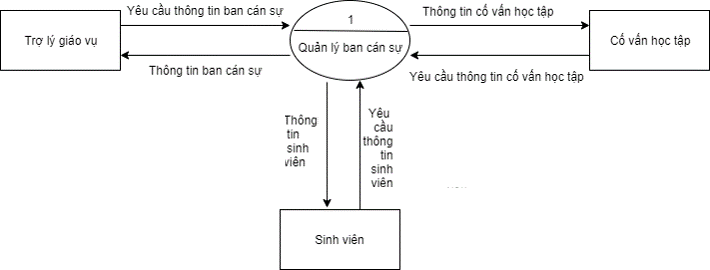 Yêu cầu thông tin ban cán sự
1
Thông tin cố vấn học tập
Trợ lý giáo vụ
Quản lý ban cán sự
Cố vấn học tập
Thông tin ban cán sự
Yêu cầu thông tin cố vấn học tập
Thông
tin
sinh
viên
Yêu
cầu
thông
tin
sinh
viên
Sinh viên